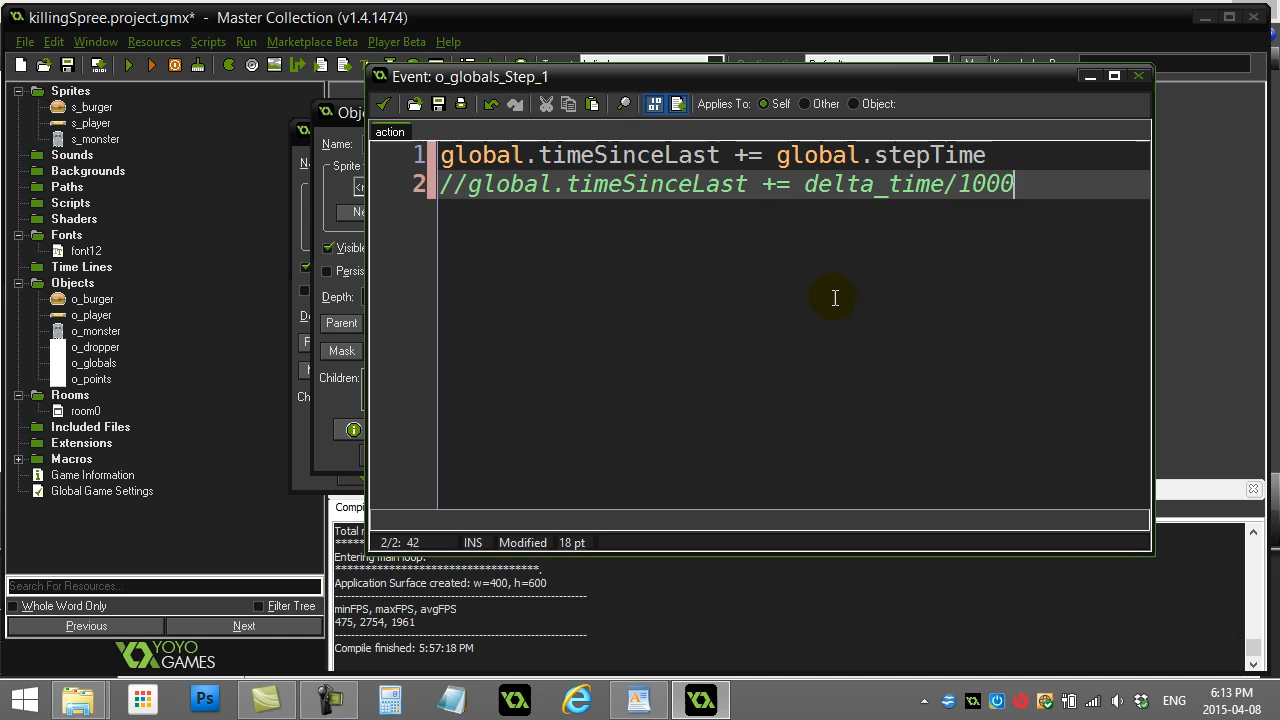 killingSpree.project.gmx* - Master Collection (v1.4.1474)
File Edit Window Resources Scripts Run Marketplace Beta Player Beta Help
Event: o_globals_Step_1
Applies To: Self Other Object:
action
1 global.timeSinceLast += global.stepTime
2 //global.timeSinceLast += delta_time/1000
2/2: 42 INS Modified 18 pt
Sprites
s_burger
s_player
s_monster
Sounds
Backgrounds
Paths
Scripts
Shaders
Fonts
font12
Time Lines
Objects
o_burger
o_player
o_monster
o_dropper
o_globals
o_points
Rooms
room0
Included Files
Extensions
Macros
Game Information
Global Game Settings
Search For Resources...
Whole Word Only Filter Tree
Previous Next
YOYO
GAMES
Name:
Visible
Depth:
Parent
Mask
Children:
Entering main loop.
**********************************.
Application Surface created: w=400, h=600
------------------------------------------------------
minFPS, maxFPS, avgFPS
475, 2754, 1961
------------------------------------------------------
Compile finished: 5:57:18 PM
Ps
ENG
6:13 PM
2015-04-08